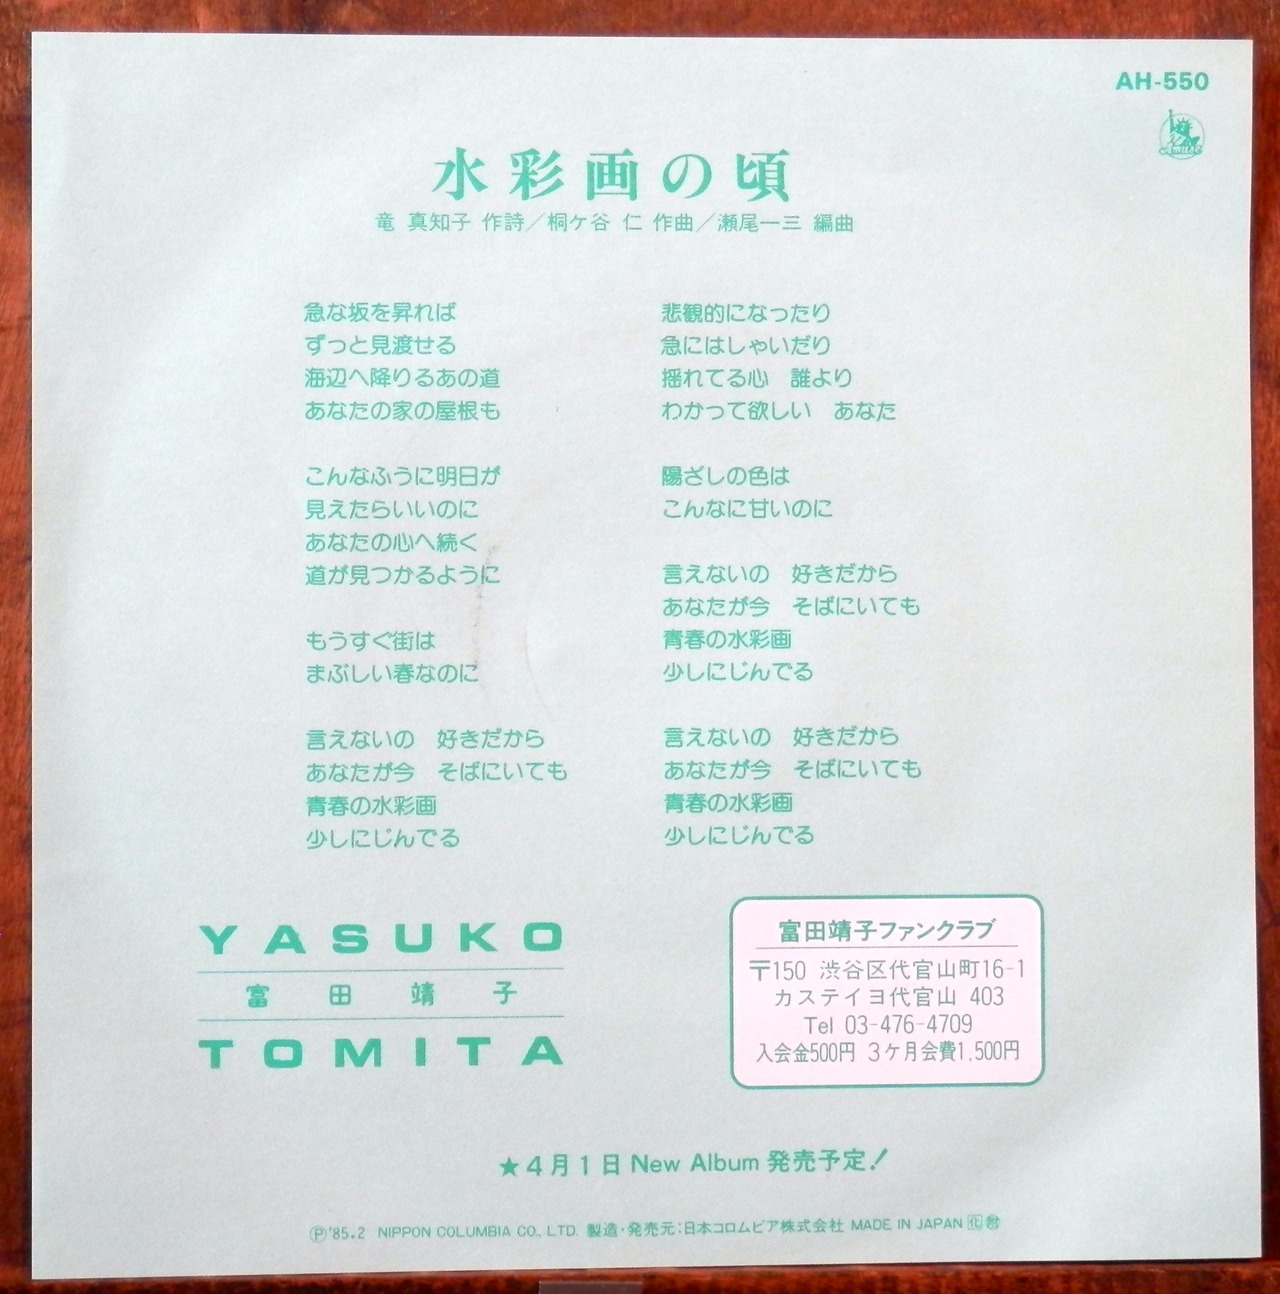 AH-550
Amuse
水彩画の頃
竜 真知子 作詩／桐ケ谷 仁 作曲／瀬尾一三 編曲
急な坂を昇れば
ずっと見渡せる
海辺へ降りるあの道
あなたの家の屋根も
こんなふうに明日が
見えたらいいのに
あなたの心へ続く
道が見つかるように
もうすぐ街は
まぶしい春なのに
言えないの　好きだから
あなたが今　そばにいても
青春の水彩画
少しにじんでる
悲観的になったり
急にはしゃいだり
揺れてる心　誰より
わかって欲しい　あなた
陽ざしの色は
こんなに甘いのに
言えないの　好きだから
あなたが今　そばにいても
青春の水彩画
少しにじんでる
言えないの　好きだから
あなたが今　そばにいても
青春の水彩画
少しにじんでる
YASUKO
富田靖子
TOMITA
富田靖子ファンクラブ
〒150 渋谷区代官山町16-1
カステイヨ代官山 403
Tel 03-476-4709
入会金500円 3ケ月会費1,500円
★4月1日 New Album 発売予定！
Ⓟ'85.2 NIPPON COLUMBIA CO., LTD. 製造・発売元：日本コロムビア株式会社 MADE IN JAPAN